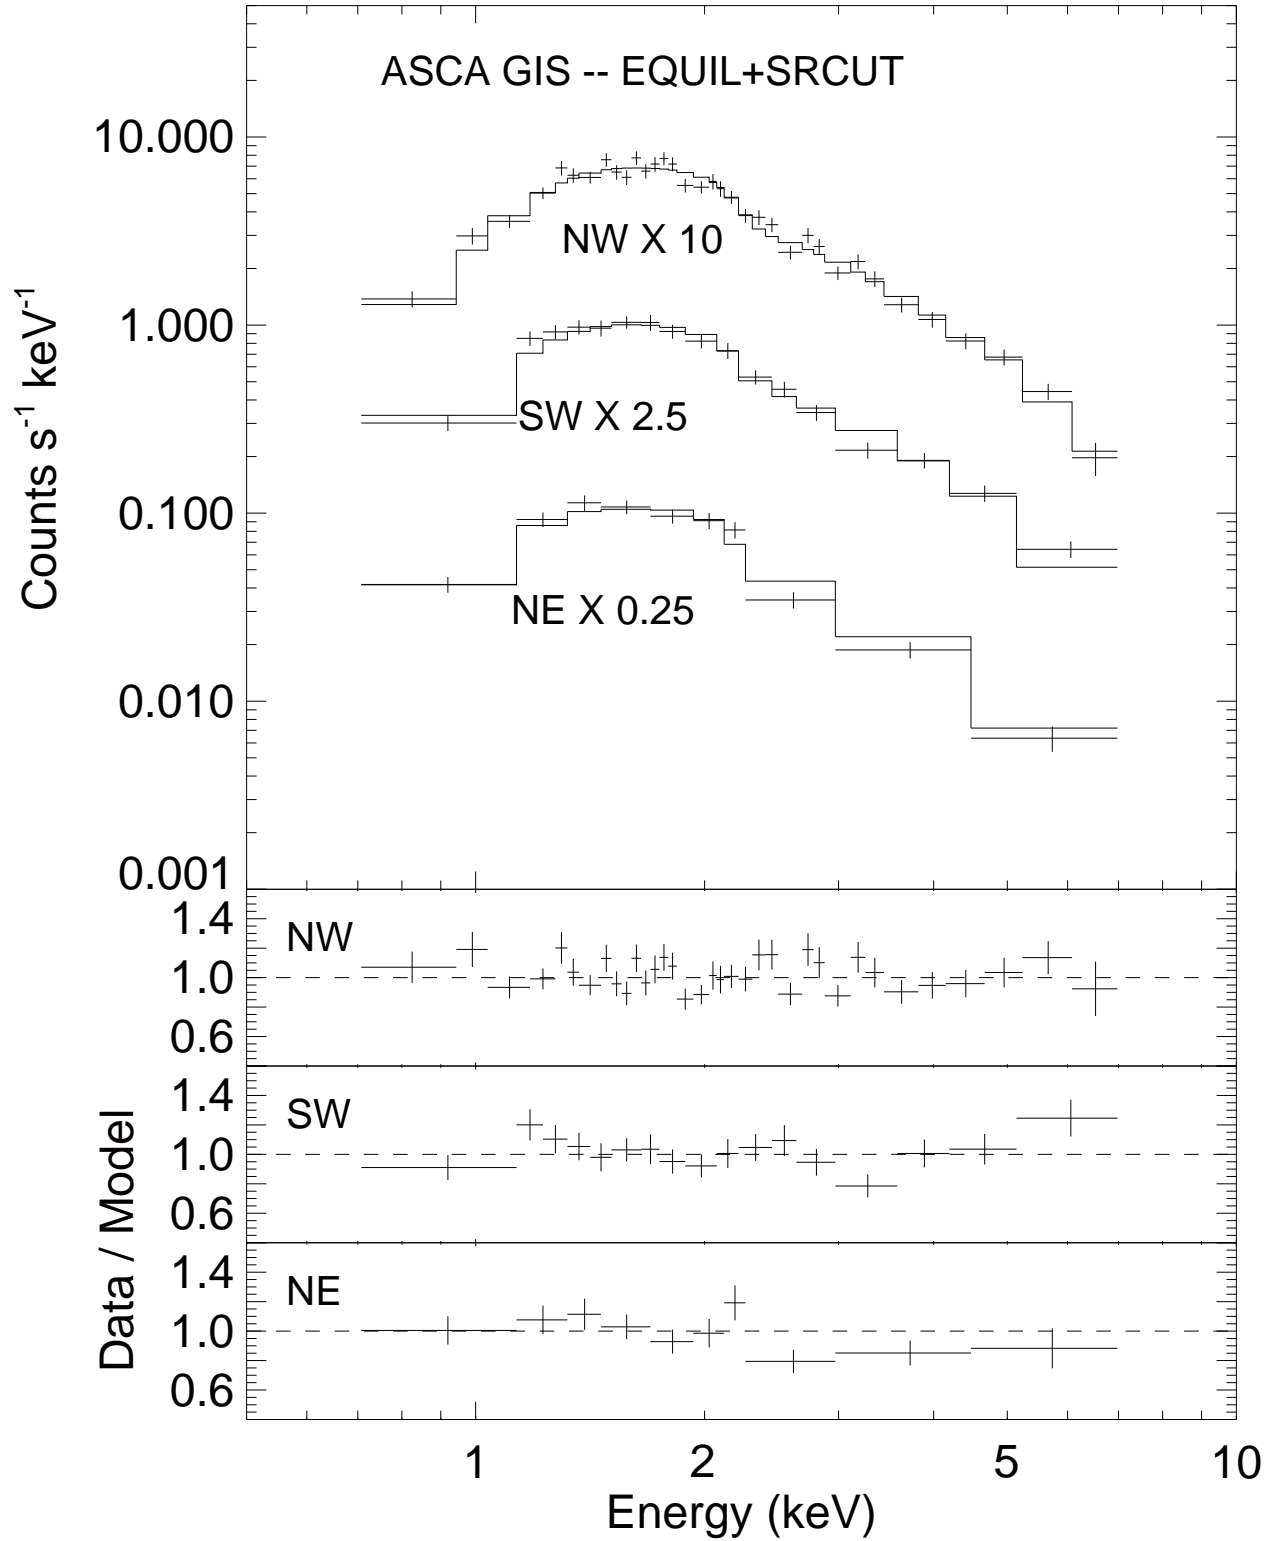 ASCA GIS -- EQUIL+SRCUT
10.000
NW X 10
1.000
SW X 2.5
0.100
NE X 0.25
0.010
0.001
Counts s-1 keV-1
NW
1.4
1.0
0.6
SW
1.4
1.0
0.6
NE
1.4
1.0
0.6
Data / Model
1 2 5 10
Energy (keV)